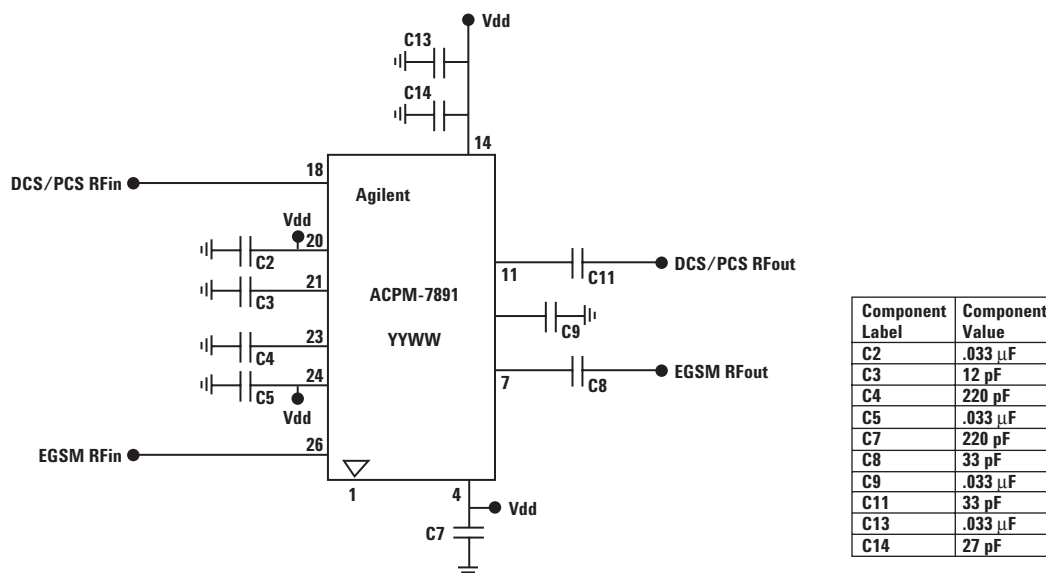 Vdd
C13
C14
14
DCS/PCS RFin
18
Agilent
Vdd
20
C2
21
C3
ACPM-7891
YYWW
11
C11
DCS/PCS RFout
C9
23
C4
24
C5
Vdd
7
C8
EGSM RFout
EGSM RFin
26
1
4
Vdd
C7
Component Label
Component Value
C2 .033 μF
C3 12 pF
C4 220 pF
C5 .033 μF
C7 220 pF
C8 33 pF
C9 .033 μF
C11 33 pF
C13 .033 μF
C14 27 pF